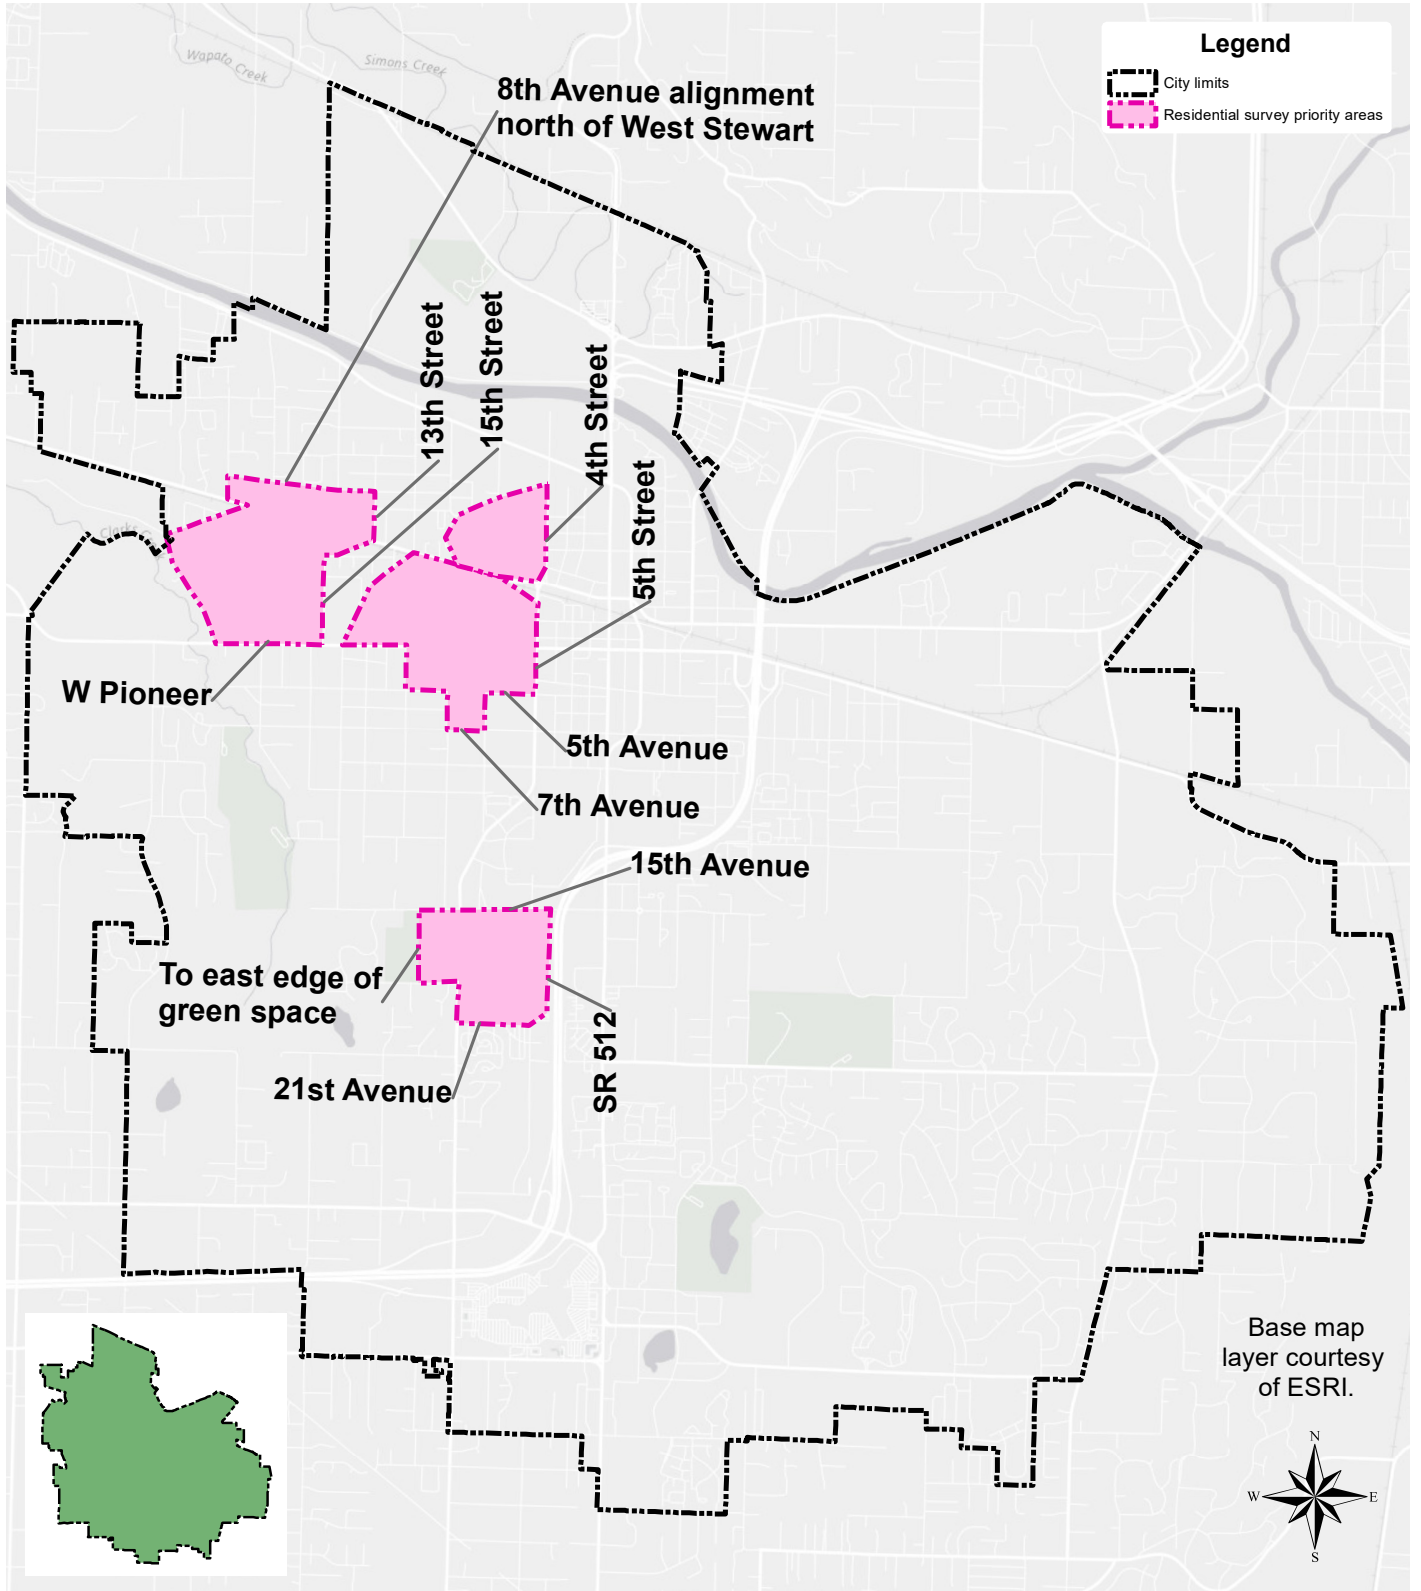 Legend
City limits
Residential survey priority areas
Wapato Creek
Simons Creek
8th Avenue alignment
north of West Stewart
13th Street
15th Street
4th Street
5th Street
Clarks
W Pioneer
5th Avenue
7th Avenue
15th Avenue
To east edge of
green space
SR 512
21st Avenue
Base map
layer courtesy
of ESRI.
N
W
E
S